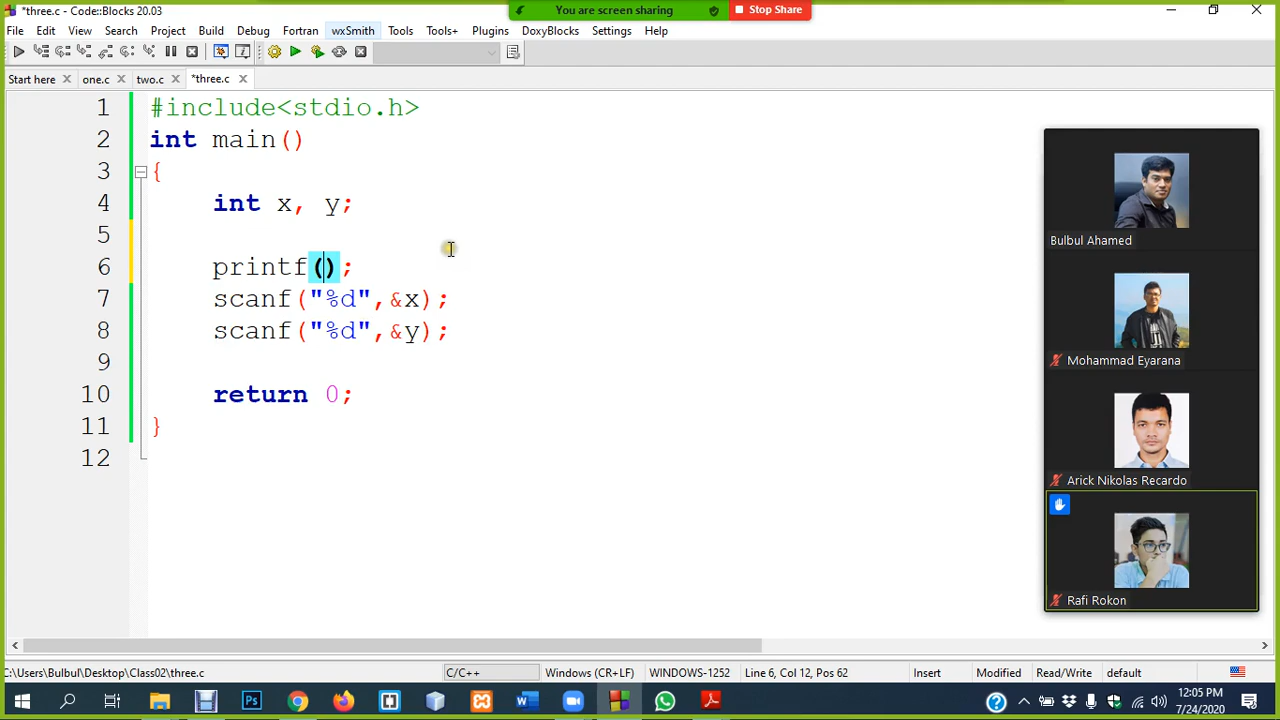 *three.c - Code::Blocks 20.03
You are screen sharing
Stop Share
File Edit View Search Project Build Debug Fortran wxSmith Tools Tools+ Plugins DoxyBlocks Settings Help
Start here one.c two.c *three.c
1 #include<stdio.h>
2 int main()
3 {
4 int x, y;
5
6 printf();
7 scanf("%d",&x);
8 scanf("%d",&y);
9
10 return 0;
11 }
12
Bulbul Ahamed
Mohammad Eyarana
Arick Nikolas Recardo
Rafi Rokon
C:\Users\Bulbul\Desktop\Class02\three.c C/C++ Windows (CR+LF) WINDOWS-1252 Line 6, Col 12, Pos 62 Insert Modified Read/Write default
12:05 PM
7/24/2020